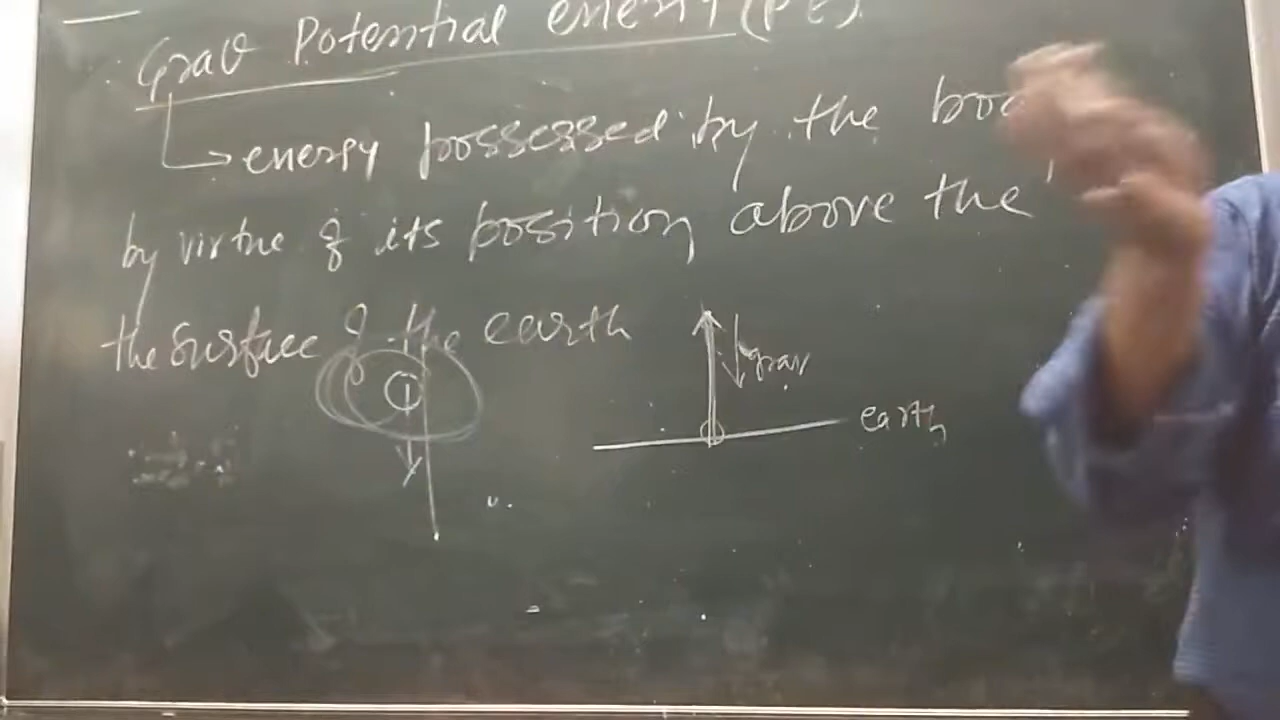 Grav Potential energy (PE).
energy possessed by the
by virtue of its position above the
the surface of the earth
grav
earth